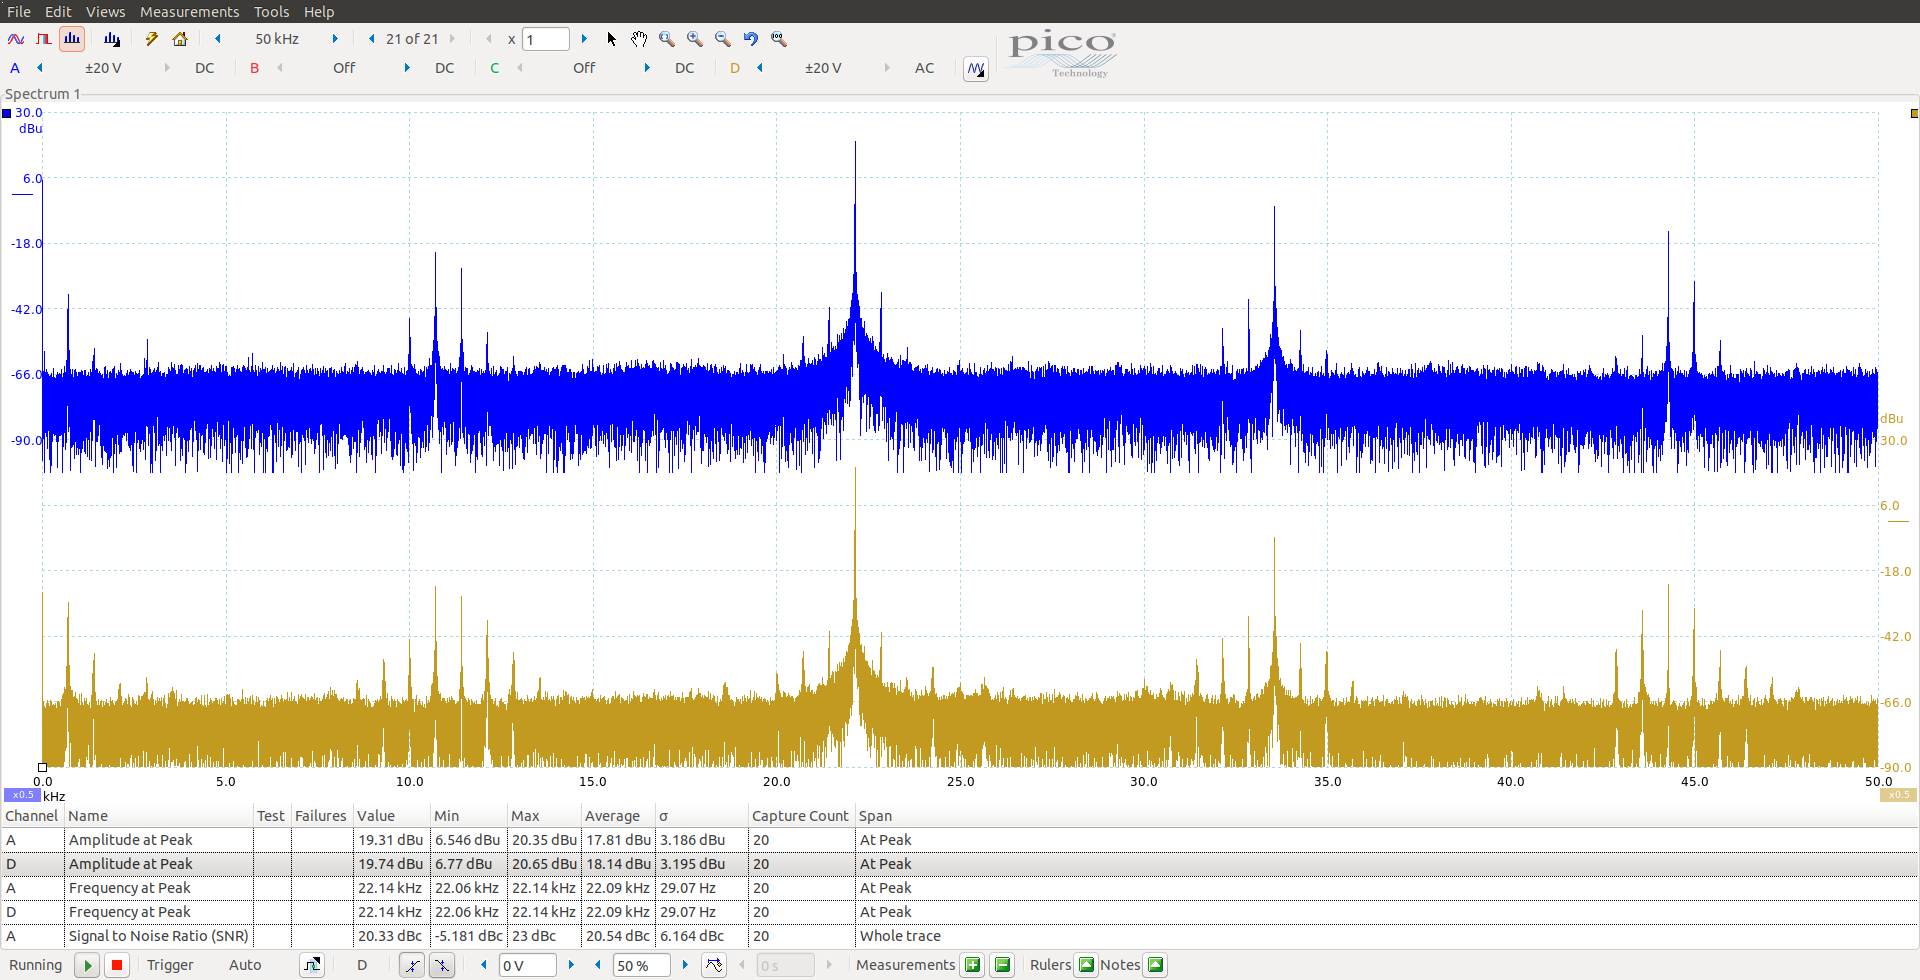 File Edit Views Measurements Tools Help
50 kHz 21 of 21 x 1
pico
Technology
A ±20 V DC B Off DC C Off DC D ±20 V AC
Spectrum 1
30.0
dBu
6.0
-18.0
-42.0
-66.0
-90.0
dBu
30.0
6.0
-18.0
-42.0
-66.0
-90.0
0.0 5.0 10.0 15.0 20.0 25.0 30.0 35.0 40.0 45.0 50.0
x0.5 kHz x0.5
Channel Name Test Failures Value Min Max Average σ Capture Count Span
A Amplitude at Peak 19.31 dBu 6.546 dBu 20.35 dBu 17.81 dBu 3.186 dBu 20 At Peak
D Amplitude at Peak 19.74 dBu 6.77 dBu 20.65 dBu 18.14 dBu 3.195 dBu 20 At Peak
A Frequency at Peak 22.14 kHz 22.06 kHz 22.14 kHz 22.09 kHz 29.07 Hz 20 At Peak
D Frequency at Peak 22.14 kHz 22.06 kHz 22.14 kHz 22.09 kHz 29.07 Hz 20 At Peak
A Signal to Noise Ratio (SNR) 20.33 dBc -5.181 dBc 23 dBc 20.54 dBc 6.164 dBc 20 Whole trace
Running Trigger Auto D 0 V 50 % 0 s Measurements Rulers Notes